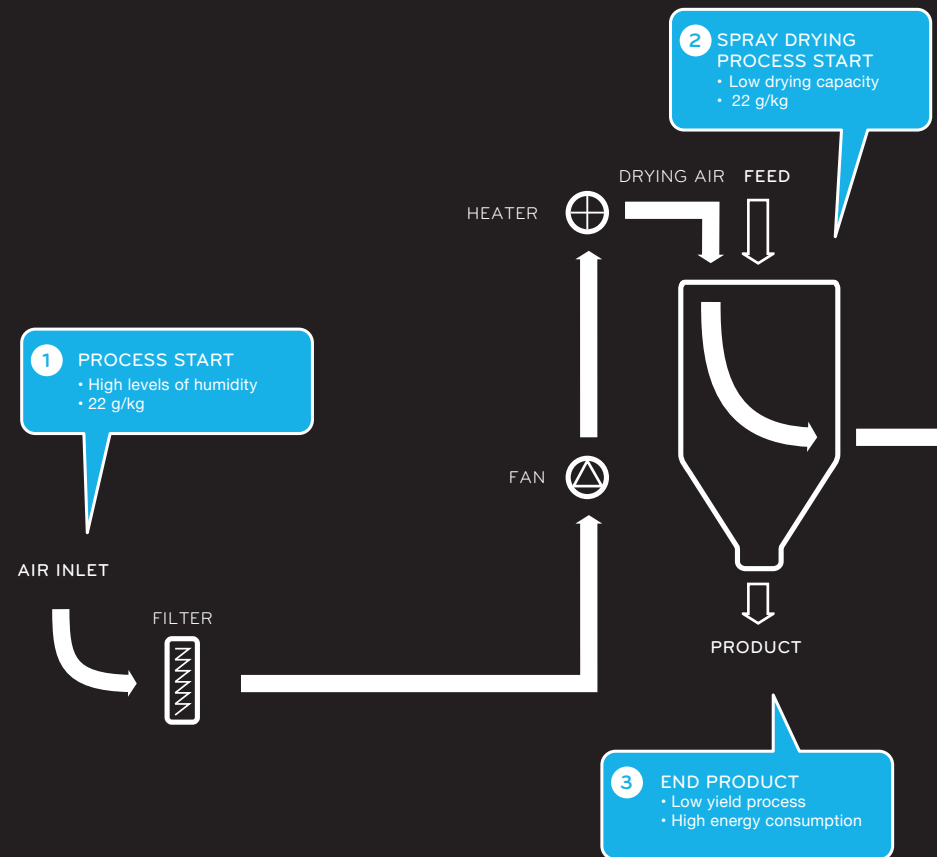 2 SPRAY DRYING
PROCESS START
• Low drying capacity
• 22 g/kg
DRYING AIR FEED
HEATER
1 PROCESS START
• High levels of humidity
• 22 g/kg
FAN
AIR INLET
FILTER
PRODUCT
3 END PRODUCT
• Low yield process
• High energy consumption